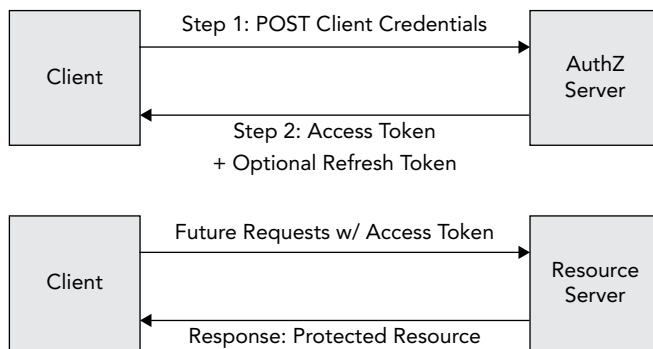 Step 1: POST Client Credentials
Client
AuthZ
Server
Step 2: Access Token
+ Optional Refresh Token
Future Requests w/ Access Token
Client
Resource
Server
Response: Protected Resource